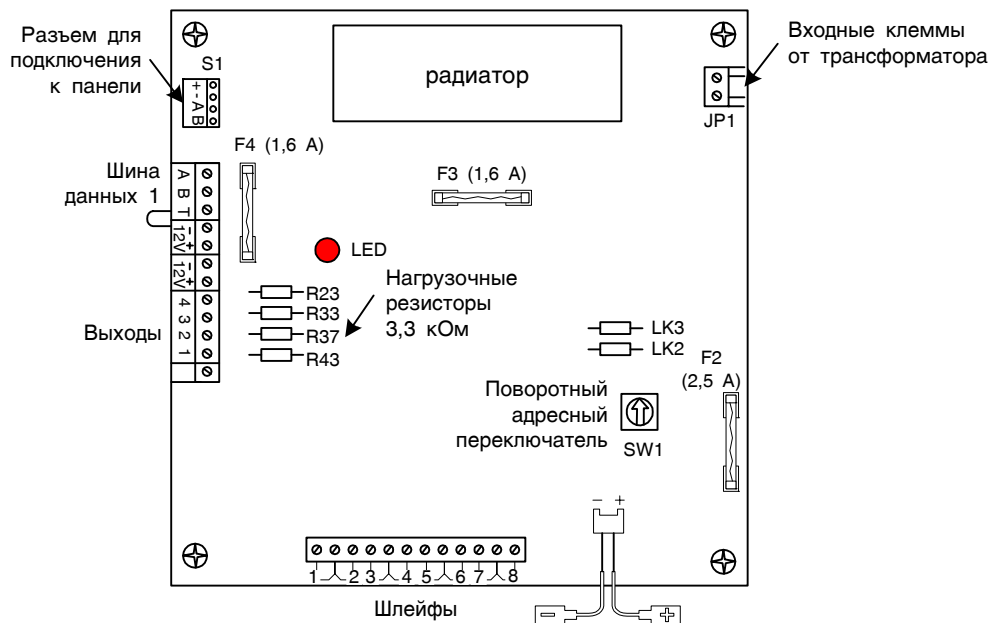 Разъем для
подключения
к панели
S1
+ - A B
радиатор
Входные клеммы
от трансформатора
JP1
F4 (1,6 A)
F3 (1,6 A)
Шина
данных 1
A B T
12V - +
12V - +
4 3 2 1
LED
Нагрузочные
резисторы
3,3 кОм
R23
R33
R37
R43
Выходы
LK3
LK2
F2
(2,5 A)
Поворотный
адресный
переключатель
SW1
- +
1 2 3 4 5 6 7 8
Шлейфы
- +